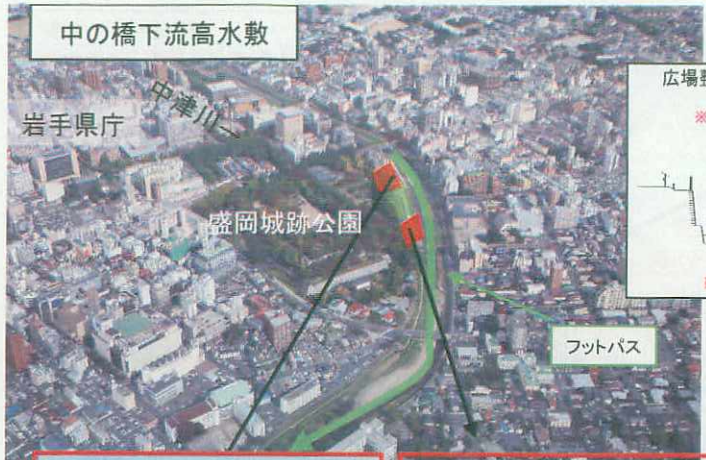 中の橋下流高水敷
広場整
※
中津川→
岩手県庁
盛岡城跡公園
フットパス